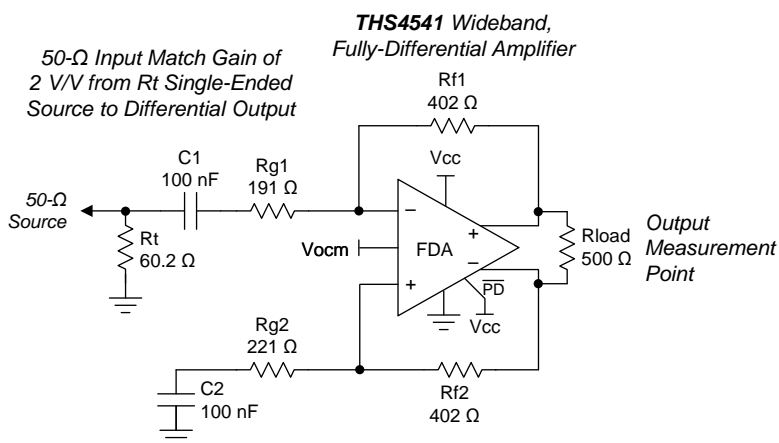 THS4541 Wideband,
Fully-Differential Amplifier
50-Ω Input Match Gain of
2 V/V from Rt Single-Ended
Source to Differential Output
Rf1
402 Ω
Vcc
C1
100 nF
Rg1
191 Ω
50-Ω
Source
Rt
60.2 Ω
Vocm
−
+
FDA
+
−
PD
Vcc
Rload
500 Ω
Output
Measurement
Point
Rg2
221 Ω
C2
100 nF
Rf2
402 Ω